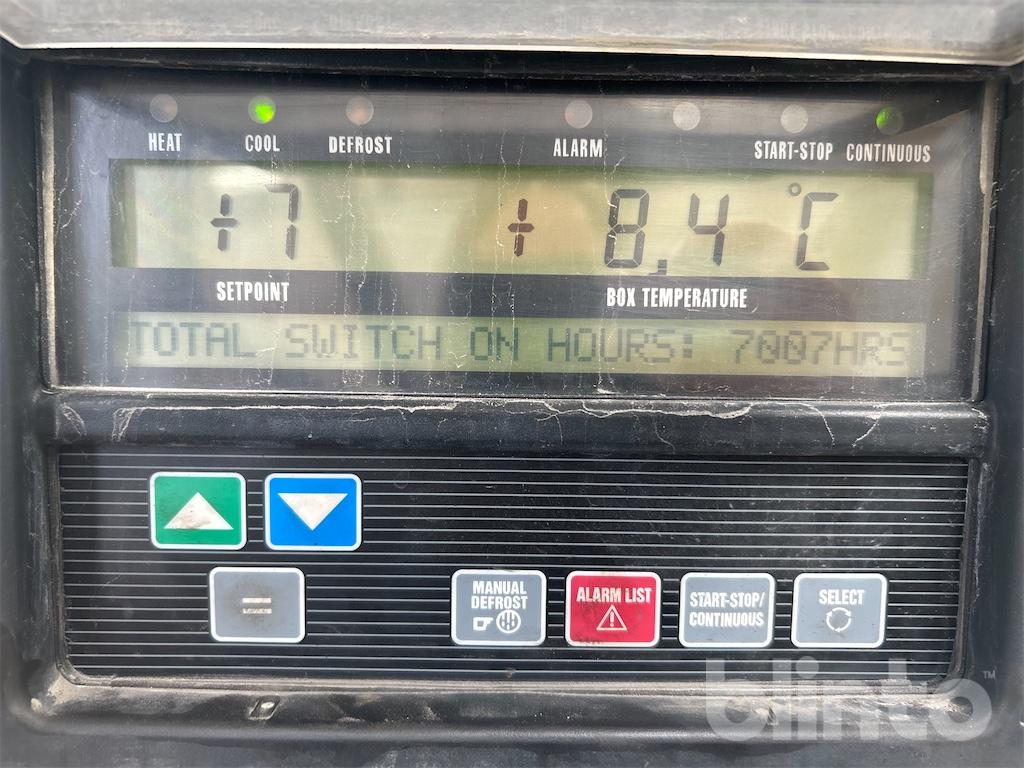 HEAT COOL DEFROST ALARM START-STOP CONTINUOUS
+7 + 8,4 °C
SETPOINT BOX TEMPERATURE
TOTAL SWITCH ON HOURS: 7007HRS
MANUAL DEFROST
ALARM LIST
START-STOP/
CONTINUOUS
SELECT
blinto™